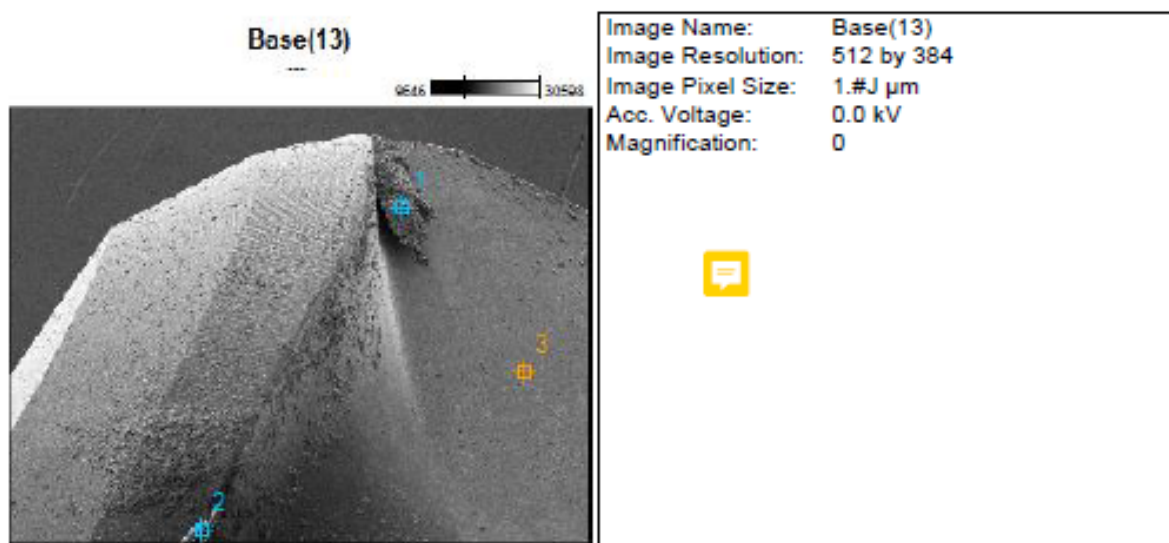 Base(13)
9646 30598
1
3
2
Image Name: Base(13)
Image Resolution: 512 by 384
Image Pixel Size: 1.#J µm
Acc. Voltage: 0.0 kV
Magnification: 0